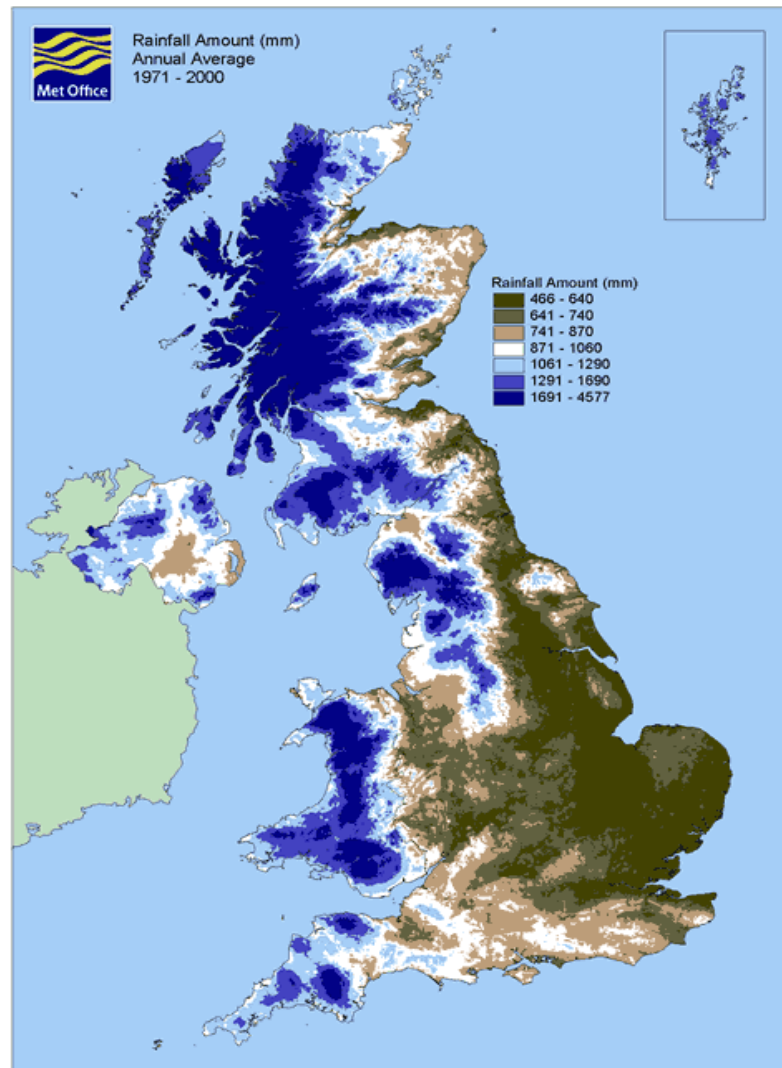 Met Office
Rainfall Amount (mm)
Annual Average
1971 - 2000
Rainfall Amount (mm)
466 - 640
641 - 740
741 - 870
871 - 1060
1061 - 1290
1291 - 1690
1691 - 4577